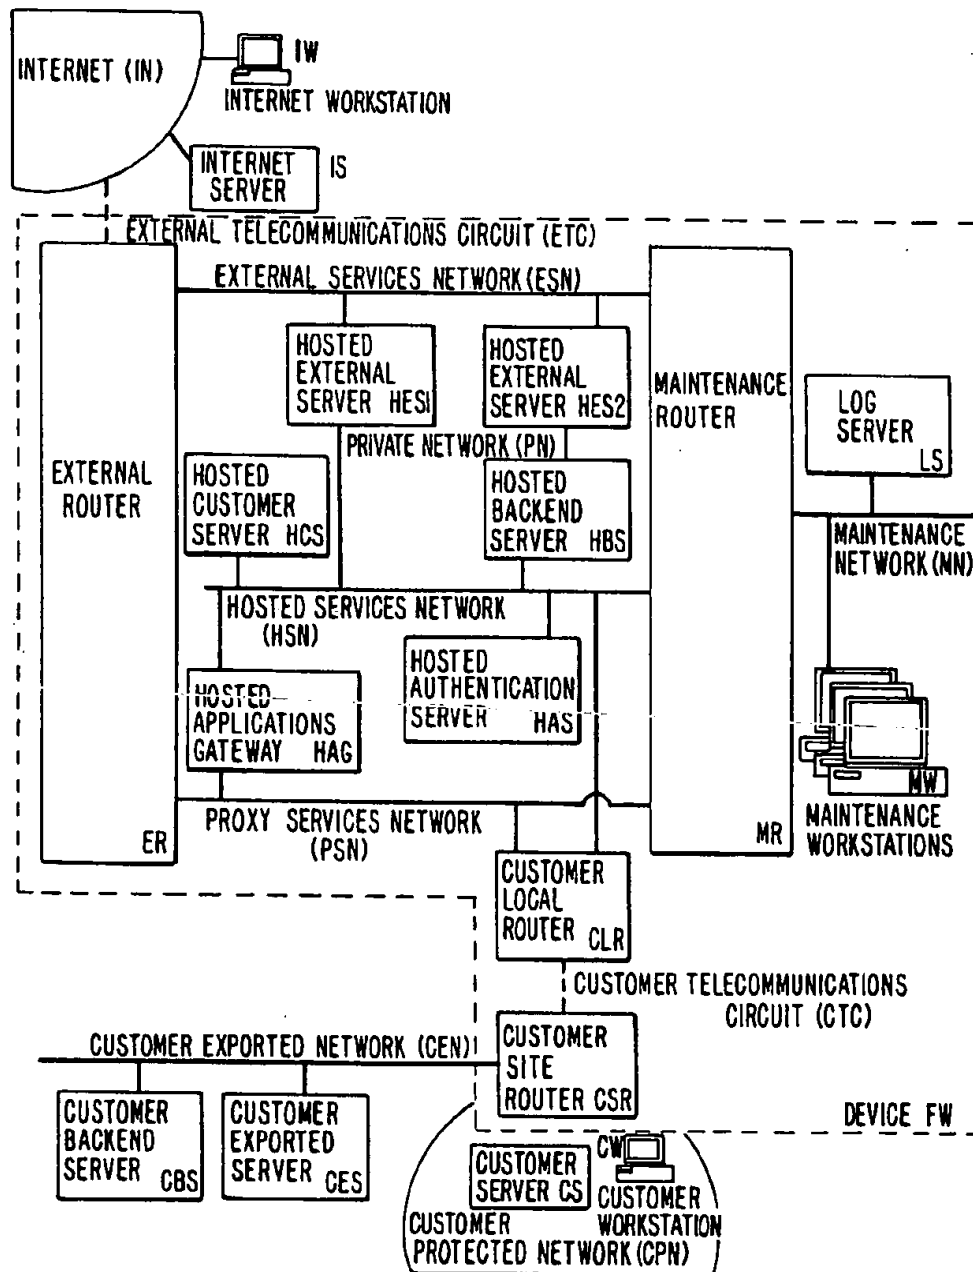 INTERNET (IN)
IW
INTERNET WORKSTATION
INTERNET
SERVER
IS
EXTERNAL TELECOMMUNICATIONS CIRCUIT (ETC)
EXTERNAL SERVICES NETWORK (ESN)
HOSTED
EXTERNAL
SERVER HES1
HOSTED
EXTERNAL
SERVER HES2
MAINTENANCE
ROUTER
LOG
SERVER
LS
PRIVATE NETWORK (PN)
EXTERNAL
ROUTER
HOSTED
CUSTOMER
SERVER HCS
HOSTED
BACKEND
SERVER HBS
MAINTENANCE
NETWORK (MN)
HOSTED SERVICES NETWORK
(HSN)
HOSTED
APPLICATIONS
GATEWAY HAG
HOSTED
AUTHENTICATION
SERVER HAS
MW
MAINTENANCE
WORKSTATIONS
PROXY SERVICES NETWORK
(PSN)
ER
MR
CUSTOMER
LOCAL
ROUTER CLR
CUSTOMER TELECOMMUNICATIONS
CIRCUIT (CTC)
CUSTOMER EXPORTED NETWORK (CEN)
CUSTOMER
SITE
ROUTER CSR
CUSTOMER
BACKEND
SERVER
CBS
CUSTOMER
EXPORTED
SERVER
CES
DEVICE FW
CUSTOMER
SERVER CS
CW
CUSTOMER
WORKSTATION
CUSTOMER
PROTECTED NETWORK (CPN)